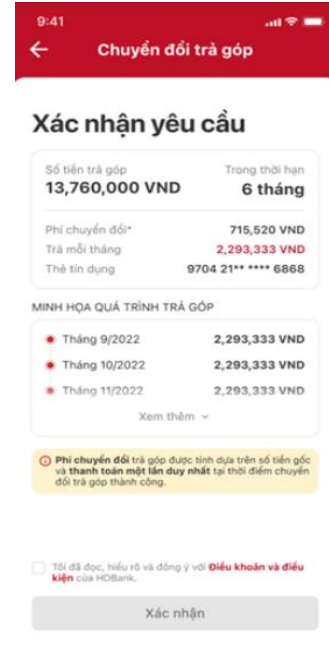 9:41
Chuyển đổi trả góp
Xác nhận yêu cầu
Số tiền trả góp Trong thời hạn
13,760,000 VND 6 tháng
Phí chuyển đổi* 715,520 VND
Trả mỗi tháng 2,293,333 VND
Thẻ tín dụng 9704 21** **** 6868
MINH HỌA QUÁ TRÌNH TRẢ GÓP
Tháng 9/2022 2,293,333 VND
Tháng 10/2022 2,293,333 VND
Tháng 11/2022 2,293,333 VND
Xem thêm
Phí chuyển đổi trả góp được tính dựa trên số tiền gốc
và thanh toán một lần duy nhất tại thời điểm chuyển
đổi trả góp thành công.
Tôi đã đọc, hiểu rõ và đồng ý với Điều khoản và điều
kiện của HDBank.
Xác nhận